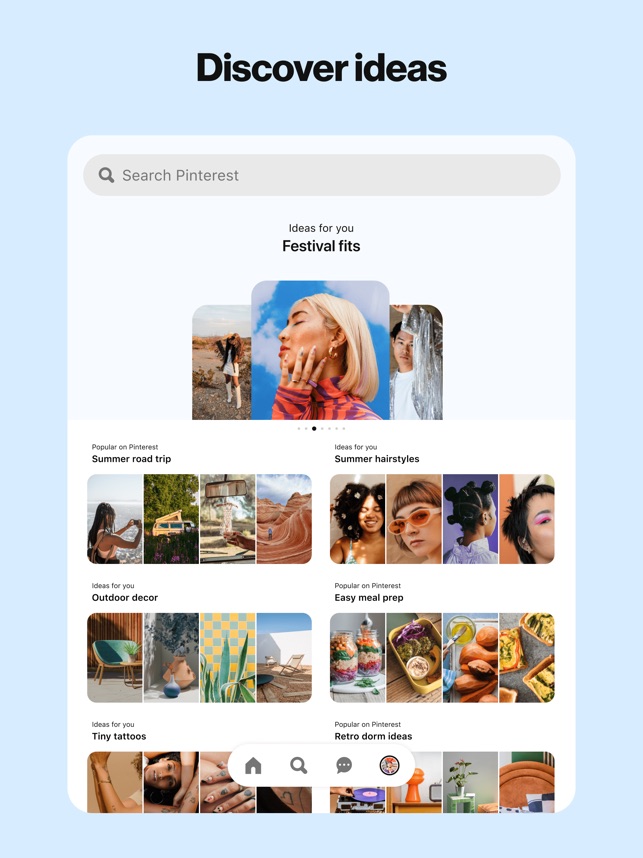 Discover ideas
Search Pinterest
Ideas for you
Festival fits
Popular on Pinterest
Summer road trip
Ideas for you
Summer hairstyles
Ideas for you
Outdoor decor
Popular on Pinterest
Easy meal prep
Ideas for you
Tiny tattoos
Popular on Pinterest
Retro dorm ideas